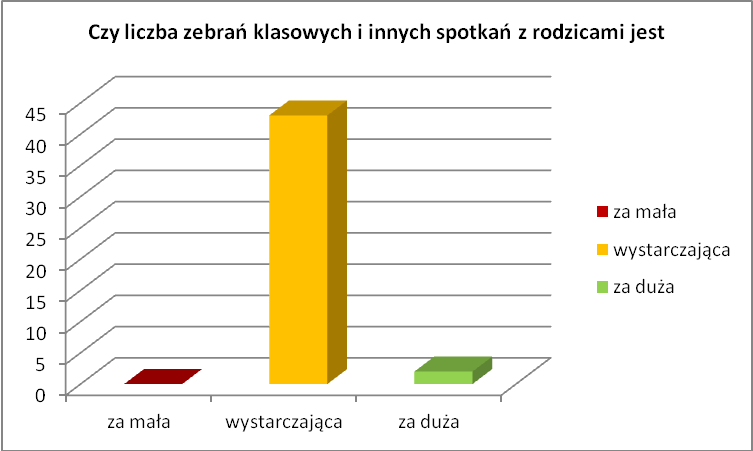 Czy liczba zebrań klasowych i innych spotkań z rodzicami jest
45
40
35
30
25
20
15
10
5
0
za mała
wystarczająca
za duża
za mała
wystarczająca
za duża